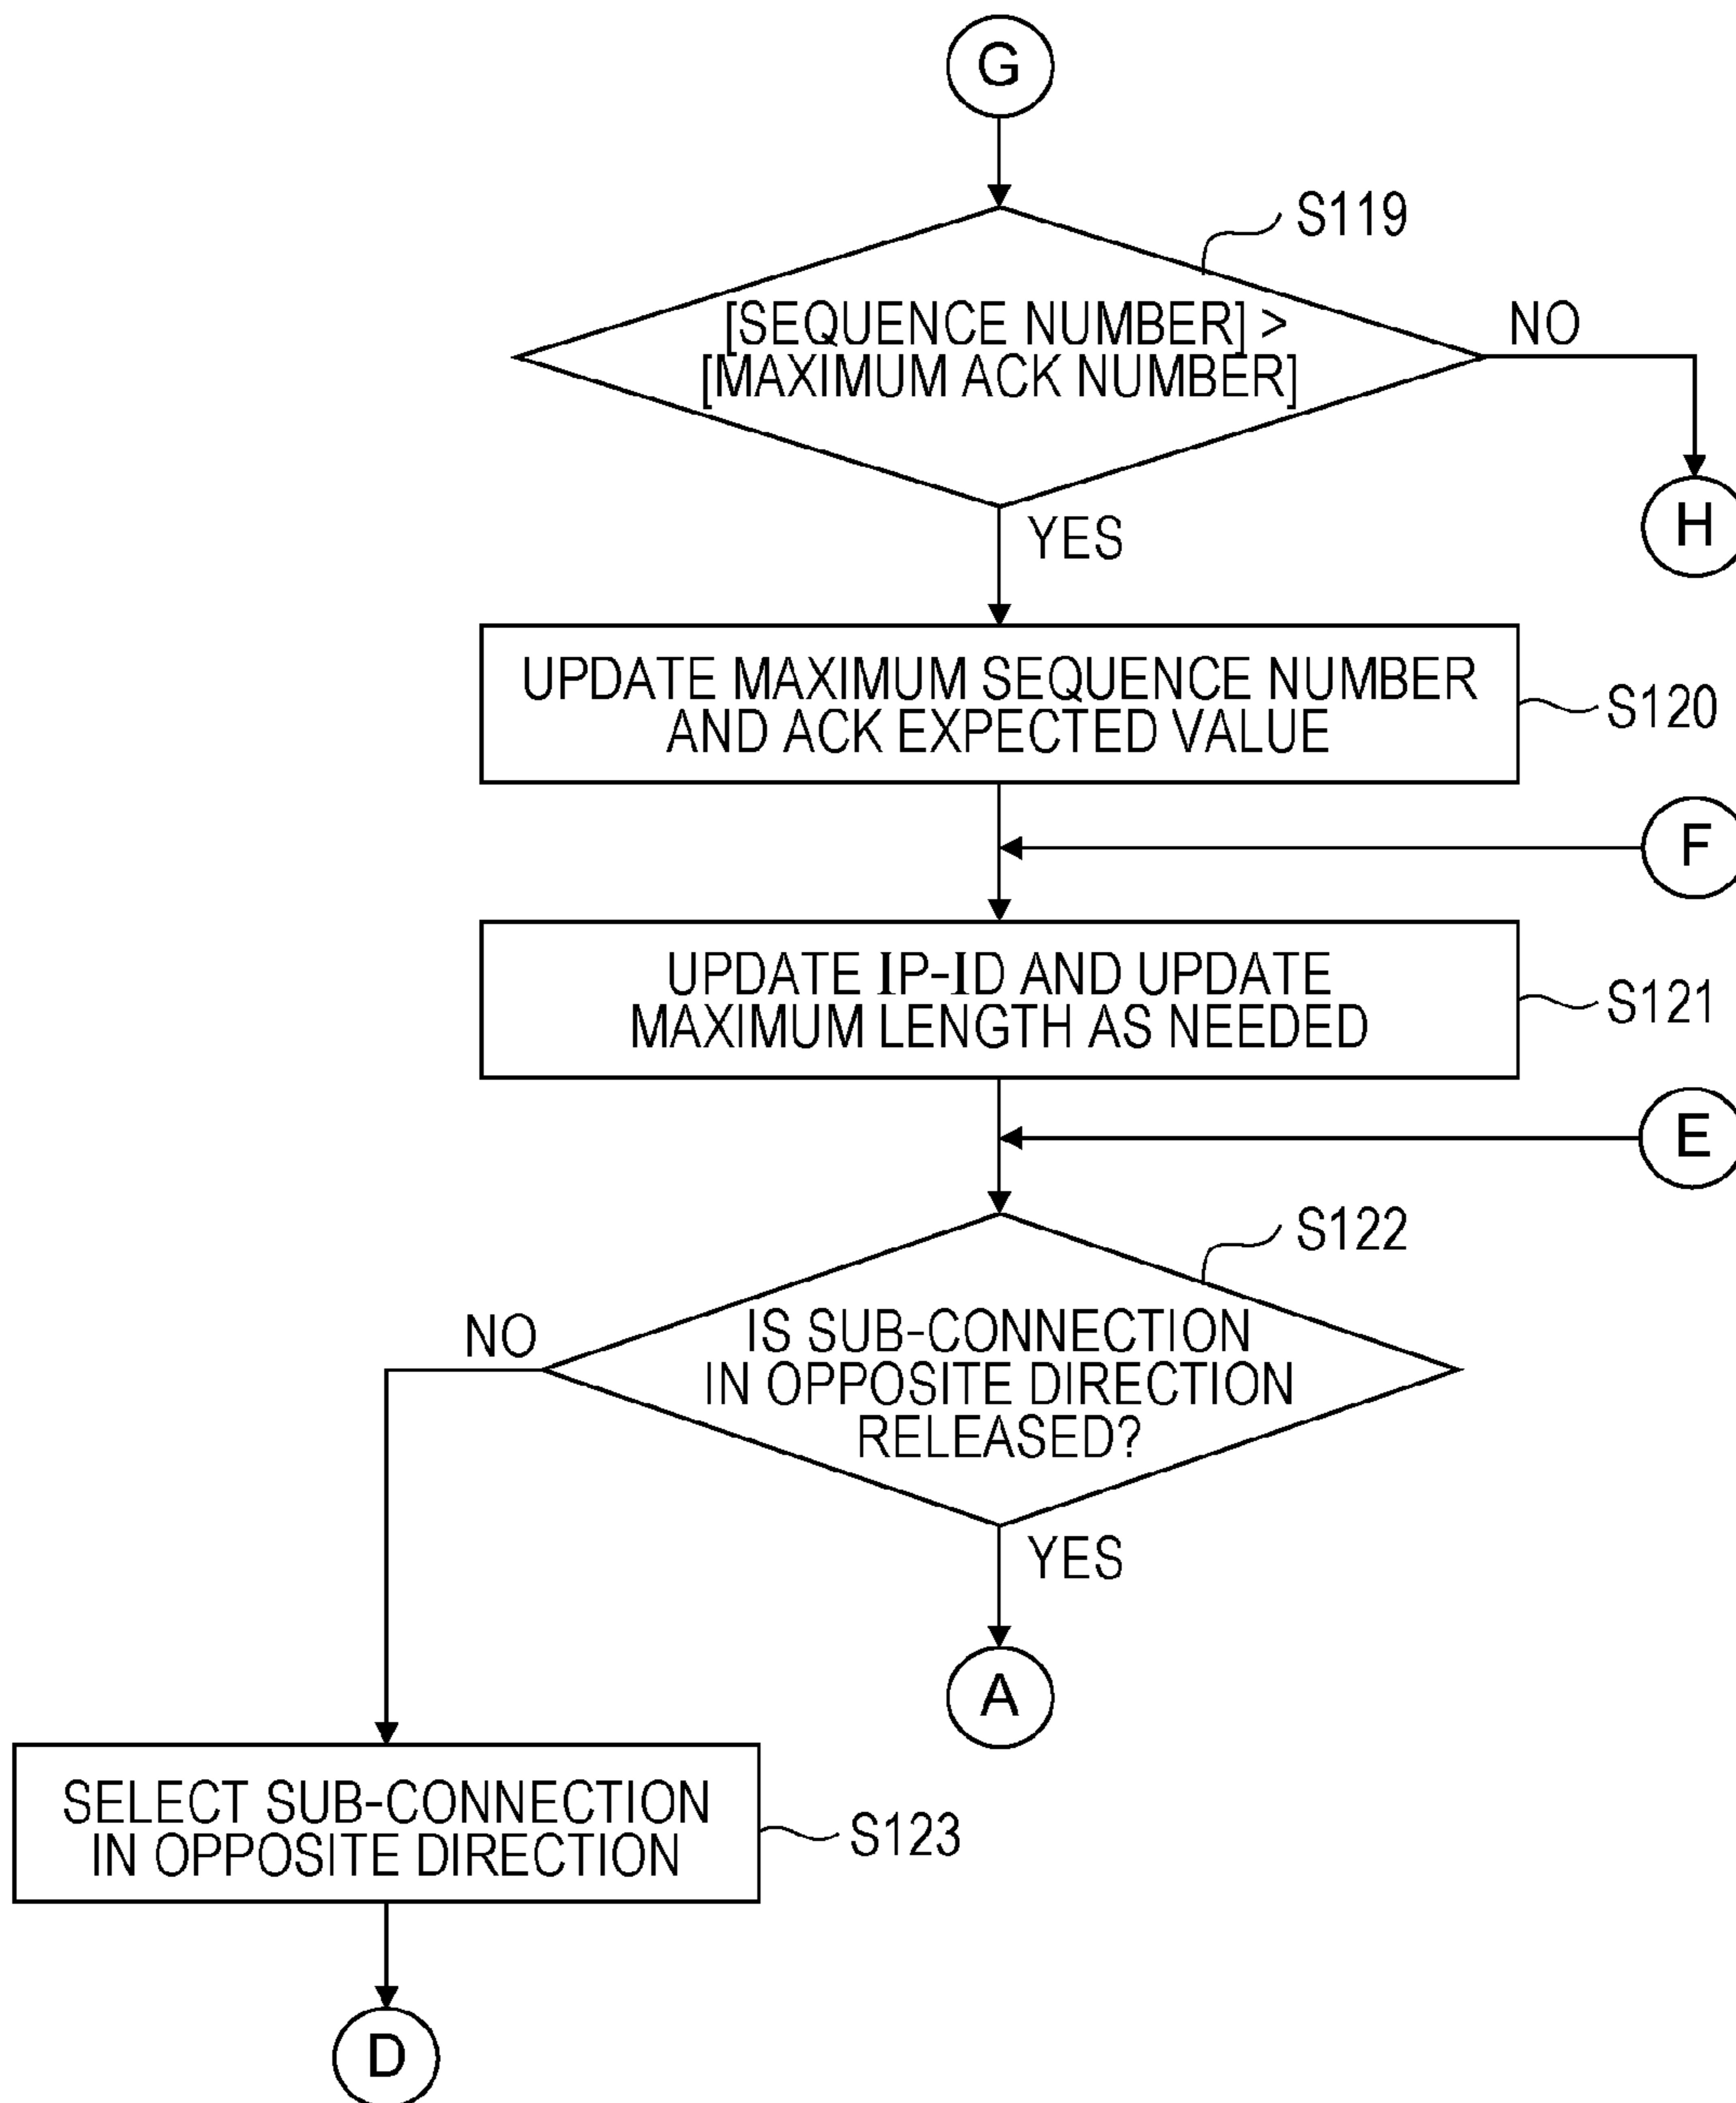 G
S119
[SEQUENCE NUMBER] >
[MAXIMUM ACK NUMBER]
NO
H
YES
UPDATE MAXIMUM SEQUENCE NUMBER
AND ACK EXPECTED VALUE
S120
F
UPDATE IP-ID AND UPDATE
MAXIMUM LENGTH AS NEEDED
S121
E
S122
NO
IS SUB-CONNECTION
IN OPPOSITE DIRECTION
RELEASED?
YES
A
SELECT SUB-CONNECTION
IN OPPOSITE DIRECTION
S123
D